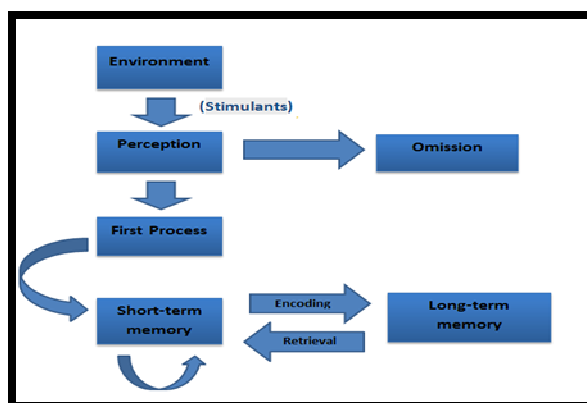 Environment
(Stimulants)
Perception
Omission
First Process
Short-term
memory
Encoding
Retrieval
Long-term
memory